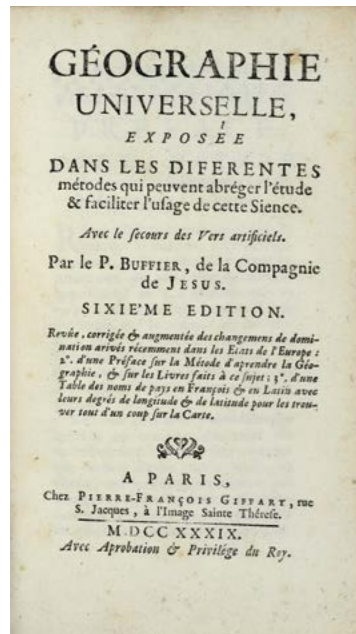 GÉOGRAPHIE
UNIVERSELLE,
EXPOSÉE
DANS LES DIFERENTES
métodes qui peuvent abréger l'étude
& faciliter l'usage de cette Sience.
Avec le secours des Vers artificiels.
Par le P. BUFFIER, de la Compagnie
de JESUS.
SIXIE'ME EDITION.
Revûe, corrigée & augmentée des changemens de domi-
nation arivés récemment dans les Etats de l'Europe :
2°. d'une Préface sur la Métode d'aprendre la Géo-
graphie, & sur les Livres faits à ce sujet ; 3°. d'une
Table des noms de pays en François & en Latin avec
leurs degrés de longitude & de latitude pour les trou-
ver tout d'un coup sur la Carte.
A PARIS,
Chez PIERRE-FRANÇOIS GIFFART, rue
S. Jacques, à l'Image Sainte Thérese.
M. DCC XXXIX.
Avec Aprobation & Privilége du Roy.